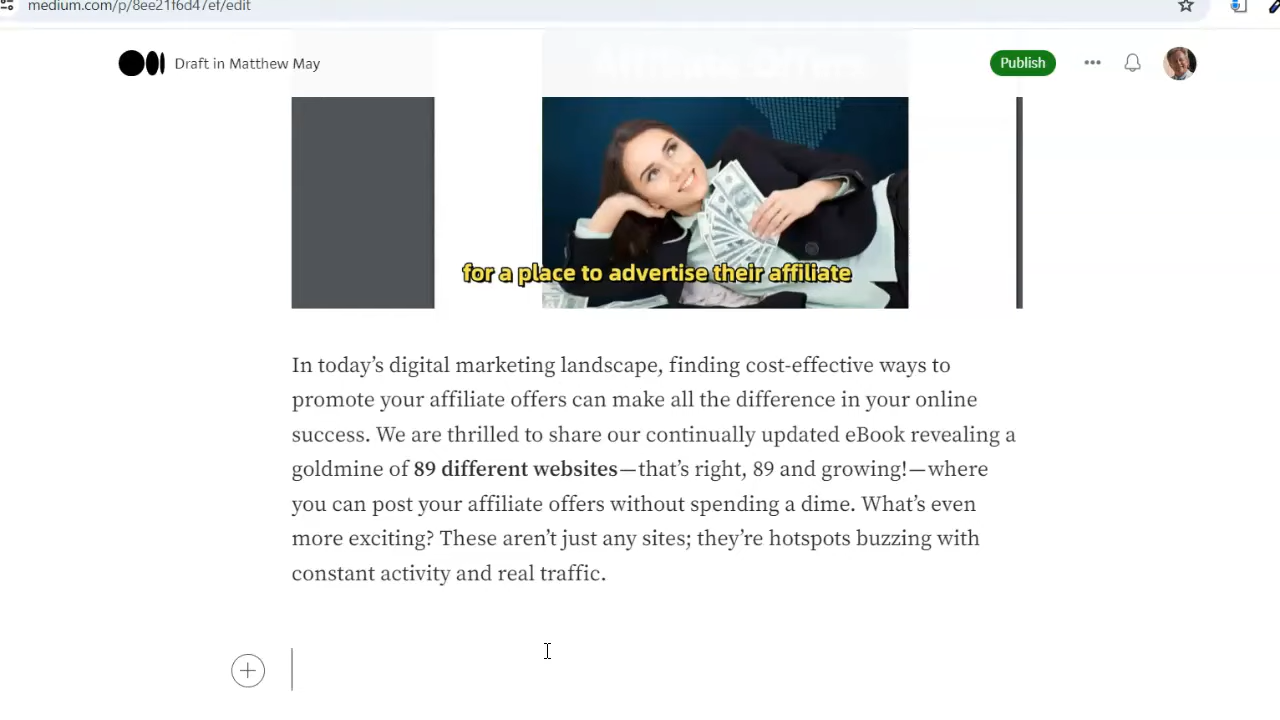 medium.com/p/8ee21f6d47ef/edit
Draft in Matthew May
Publish
Affiliate Offers
for a place to advertise their affiliate
In today’s digital marketing landscape, finding cost-effective ways to
promote your affiliate offers can make all the difference in your online
success. We are thrilled to share our continually updated eBook revealing a
goldmine of 89 different websites—that’s right, 89 and growing!—where
you can post your affiliate offers without spending a dime. What’s even
more exciting? These aren’t just any sites; they’re hotspots buzzing with
constant activity and real traffic.